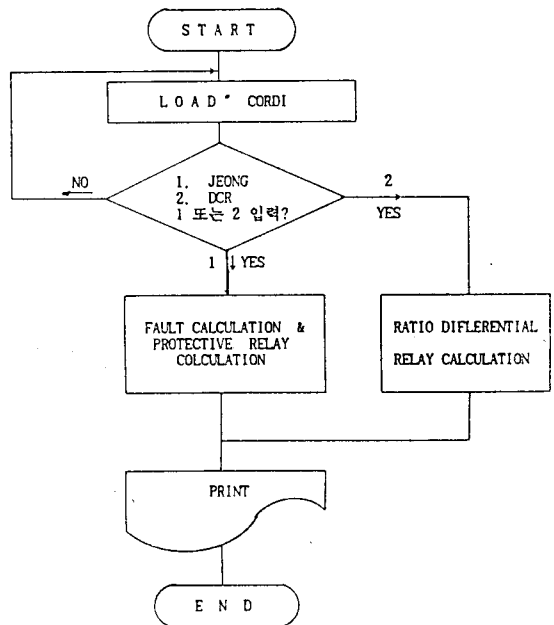 START
LOAD" CORDI
1. JEONG
2. DCR
1 또는 2 입력?
NO
2
YES
1 ↓ YES
FAULT CALCULATION &
PROTECTIVE RELAY
COLCULATION
RATIO DIFLERENTIAL
RELAY CALCULATION
PRINT
END